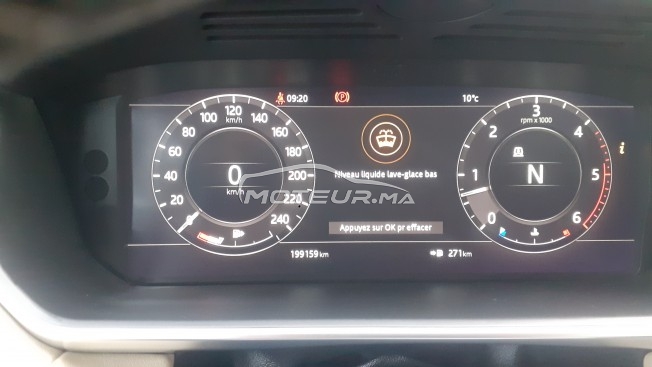 09:20
(P)
10°c
120
km/h
100
140
80
160
60
180
40
200
20
220
0
240
0
km/h
Niveau liquide lave-glace bas
MOTEUR.MA
Appuyez sur OK pr effacer
3
rpm x 1000
2
4
1
5
0
6
N
i
199159 km
271 km